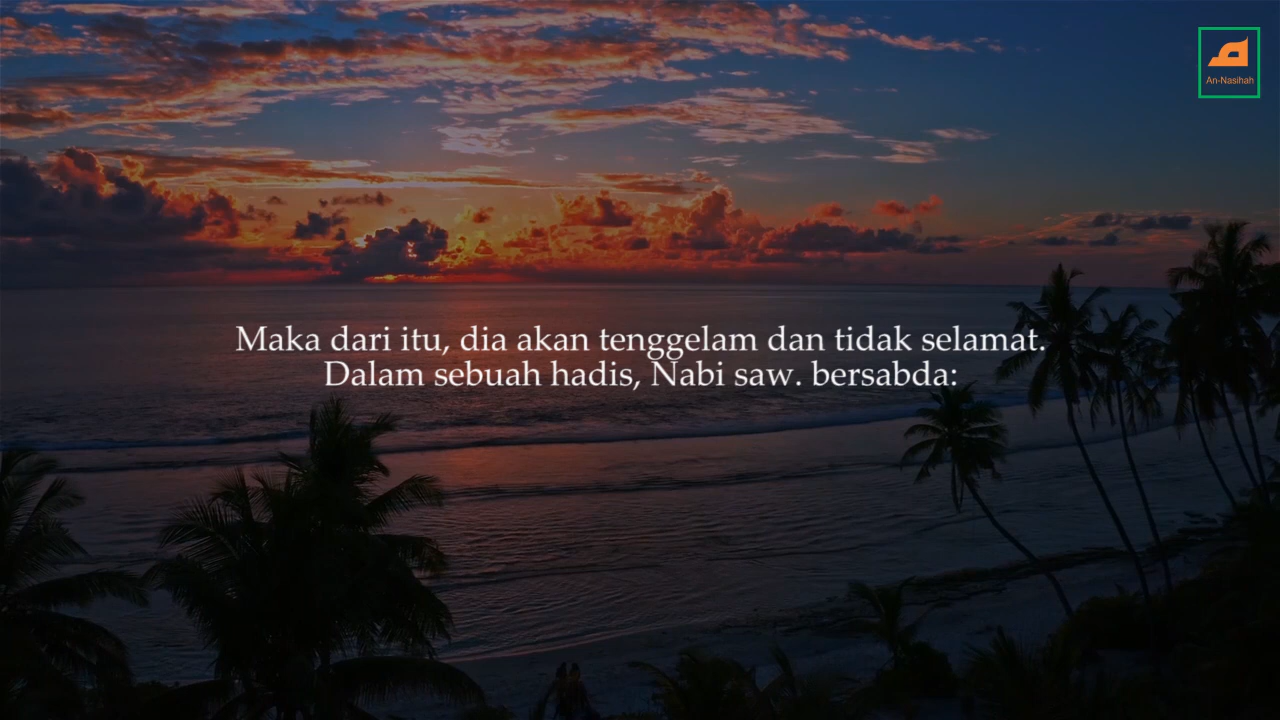 An-Nasihah
Maka dari itu, dia akan tenggelam dan tidak selamat.
Dalam sebuah hadis, Nabi saw. bersabda: